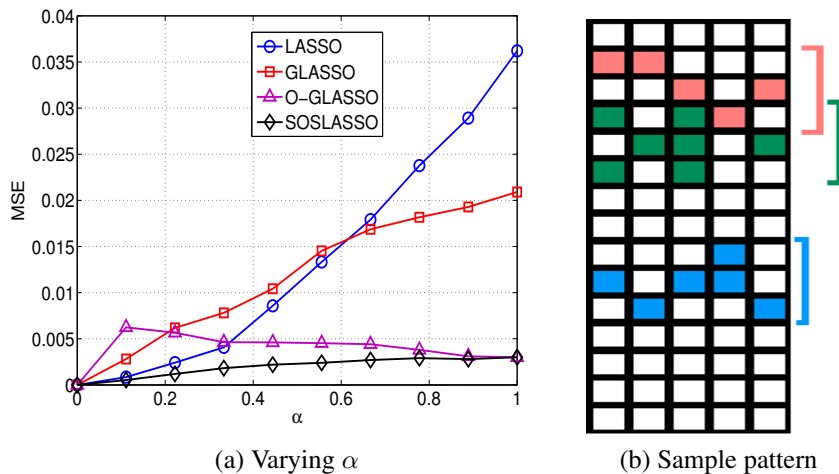 0.04
0.035
0.03
0.025
0.02
0.015
0.01
0.005
0
MSE
LASSO
GLASSO
O-GLASSO
SOSLASSO
0 0.2 0.4 0.6 0.8 1
α
(a) Varying α
(b) Sample pattern